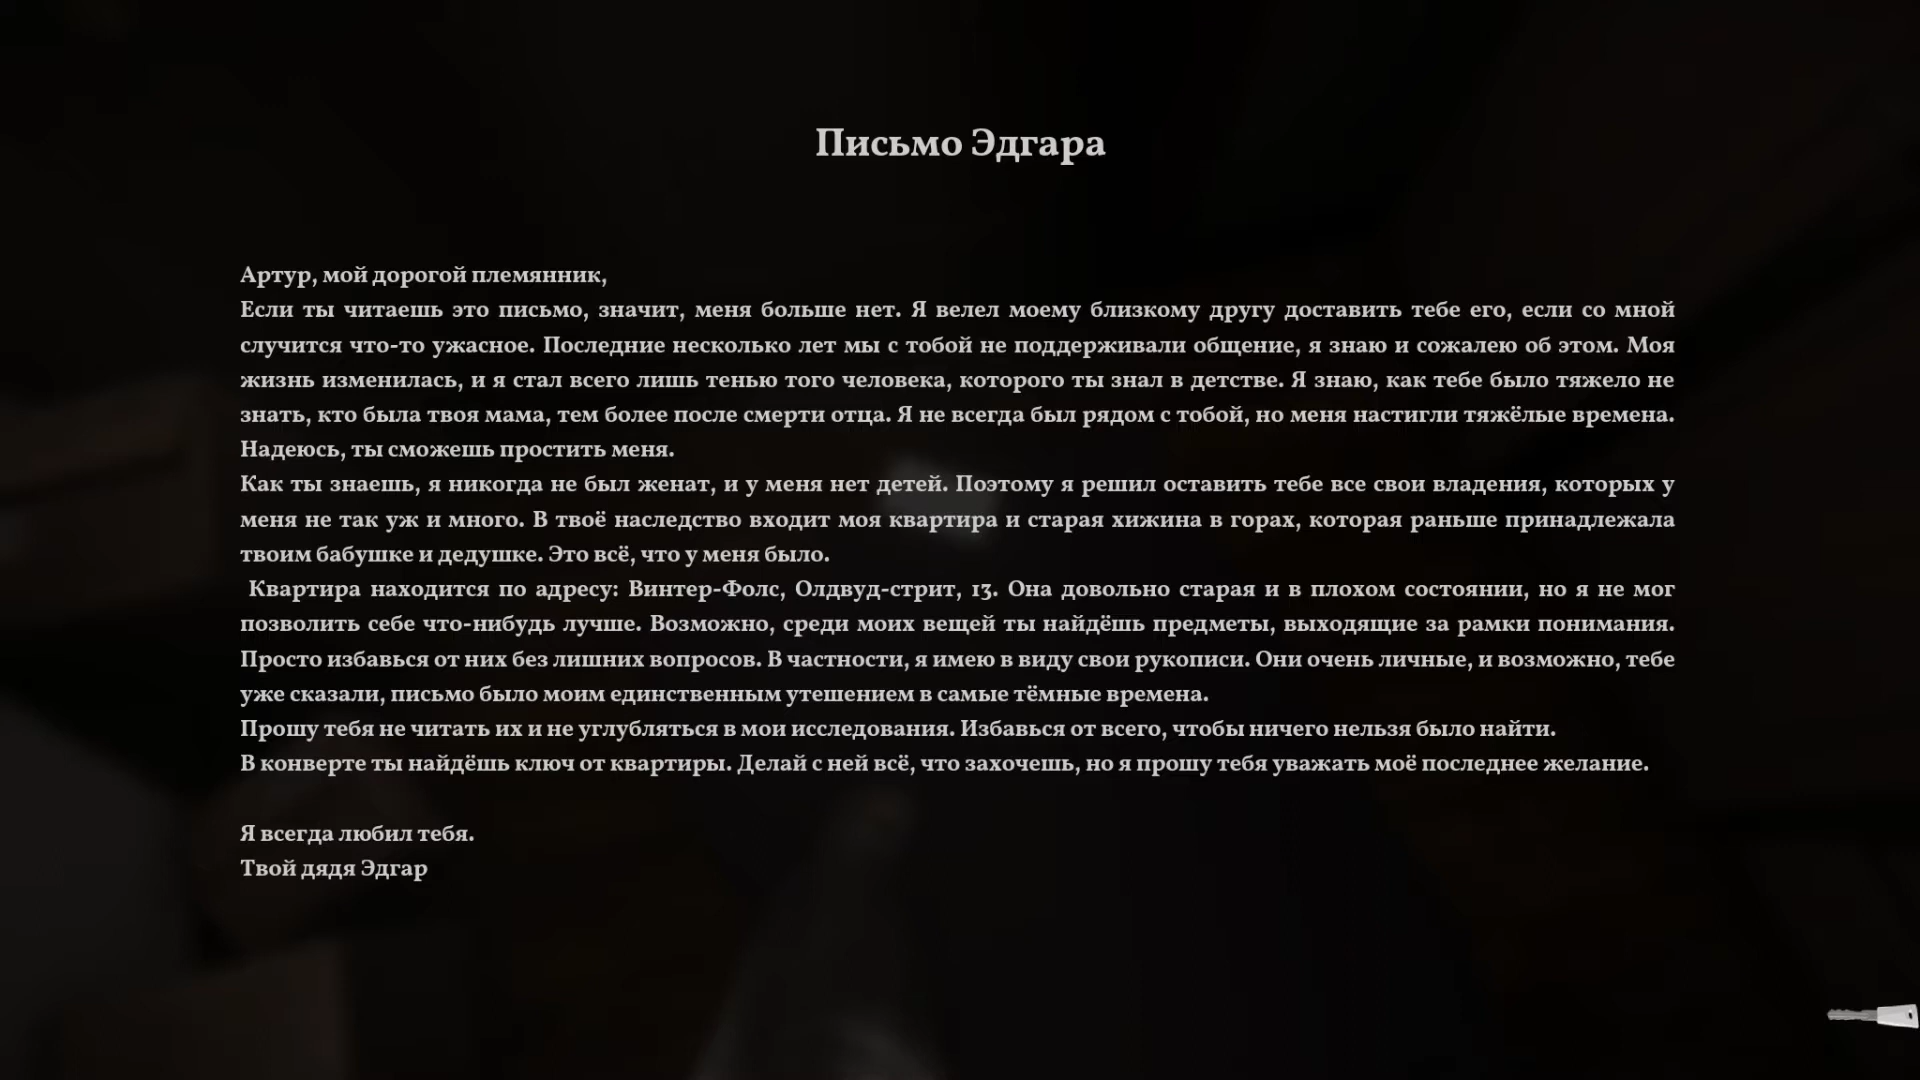 Письмо Эдгара
Артур, мой дорогой племянник,
Если ты читаешь это письмо, значит, меня больше нет. Я велел моему близкому другу доставить тебе его, если со мной
случится что-то ужасное. Последние несколько лет мы с тобой не поддерживали общение, я знаю и сожалею об этом. Моя
жизнь изменилась, и я стал всего лишь тенью того человека, которого ты знал в детстве. Я знаю, как тебе было тяжело не
знать, кто была твоя мама, тем более после смерти отца. Я не всегда был рядом с тобой, но меня настигли тяжёлые времена.
Надеюсь, ты сможешь простить меня.
Как ты знаешь, я никогда не был женат, и у меня нет детей. Поэтому я решил оставить тебе все свои владения, которых у
меня не так уж и много. В твоё наследство входит моя квартира и старая хижина в горах, которая раньше принадлежала
твоим бабушке и дедушке. Это всё, что у меня было.
Квартира находится по адресу: Винтер-Фолс, Олдвуд-стрит, 13. Она довольно старая и в плохом состоянии, но я не мог
позволить себе что-нибудь лучше. Возможно, среди моих вещей ты найдёшь предметы, выходящие за рамки понимания.
Просто избавься от них без лишних вопросов. В частности, я имею в виду свои рукописи. Они очень личные, и возможно, тебе
уже сказали, письмо было моим единственным утешением в самые тёмные времена.
Прошу тебя не читать их и не углубляться в мои исследования. Избавься от всего, чтобы ничего нельзя было найти.
В конверте ты найдёшь ключ от квартиры. Делай с ней всё, что захочешь, но я прошу тебя уважать моё последнее желание.
Я всегда любил тебя.
Твой дядя Эдгар